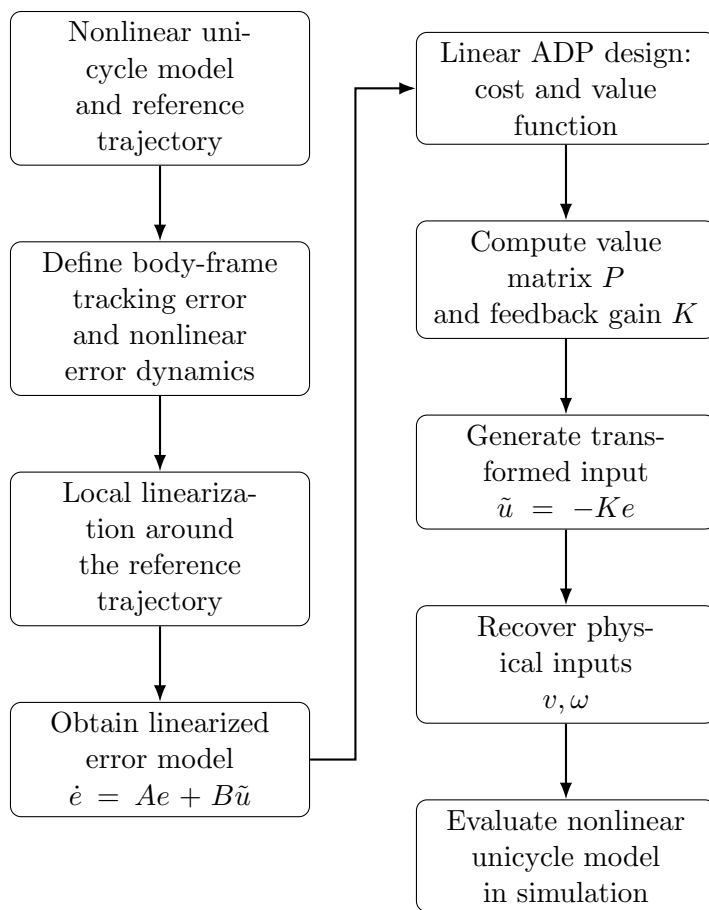 Nonlinear uni-
cycle model
and reference
trajectory
Define body-frame
tracking error
and nonlinear
error dynamics
Local lineariza-
tion around
the reference
trajectory
Obtain linearized
error model
ė = Ae + Bũ
Linear ADP design:
cost and value
function
Compute value
matrix P
and feedback gain K
Generate trans-
formed input
ũ = −Ke
Recover phys-
ical inputs
v, ω
Evaluate nonlinear
unicycle model
in simulation